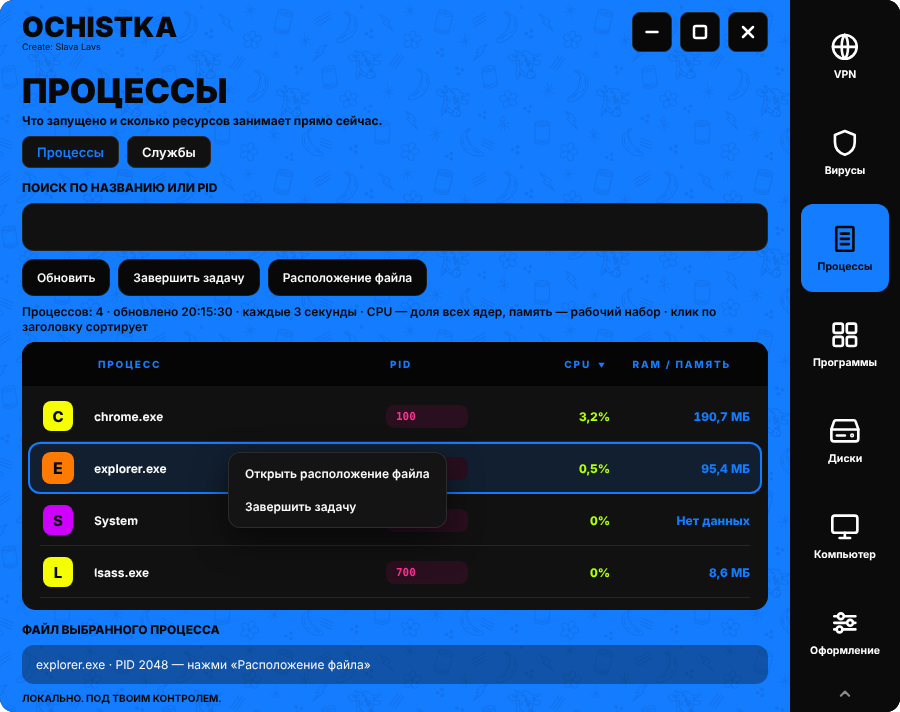 OCHISTKA
Create: Slava Lavs
ПРОЦЕССЫ
Что запущено и сколько ресурсов занимает прямо сейчас.
Процессы
Службы
ПОИСК ПО НАЗВАНИЮ ИЛИ PID
Обновить
Завершить задачу
Расположение файла
Процессов: 4 · обновлено 20:15:30 · каждые 3 секунды · CPU — доля всех ядер, память — рабочий набор · клик по
заголовку сортирует
ПРОЦЕСС PID CPU ▼ RAM / ПАМЯТЬ
C chrome.exe 100 3,2% 190,7 МБ
E explorer.exe 0,5% 95,4 МБ
Открыть расположение файла
Завершить задачу
S System 0% Нет данных
L lsass.exe 700 0% 8,6 МБ
ФАЙЛ ВЫБРАННОГО ПРОЦЕССА
explorer.exe · PID 2048 — нажми «Расположение файла»
ЛОКАЛЬНО. ПОД ТВОИМ КОНТРОЛЕМ.
VPN
Вирусы
Процессы
Программы
Диски
Компьютер
Оформление